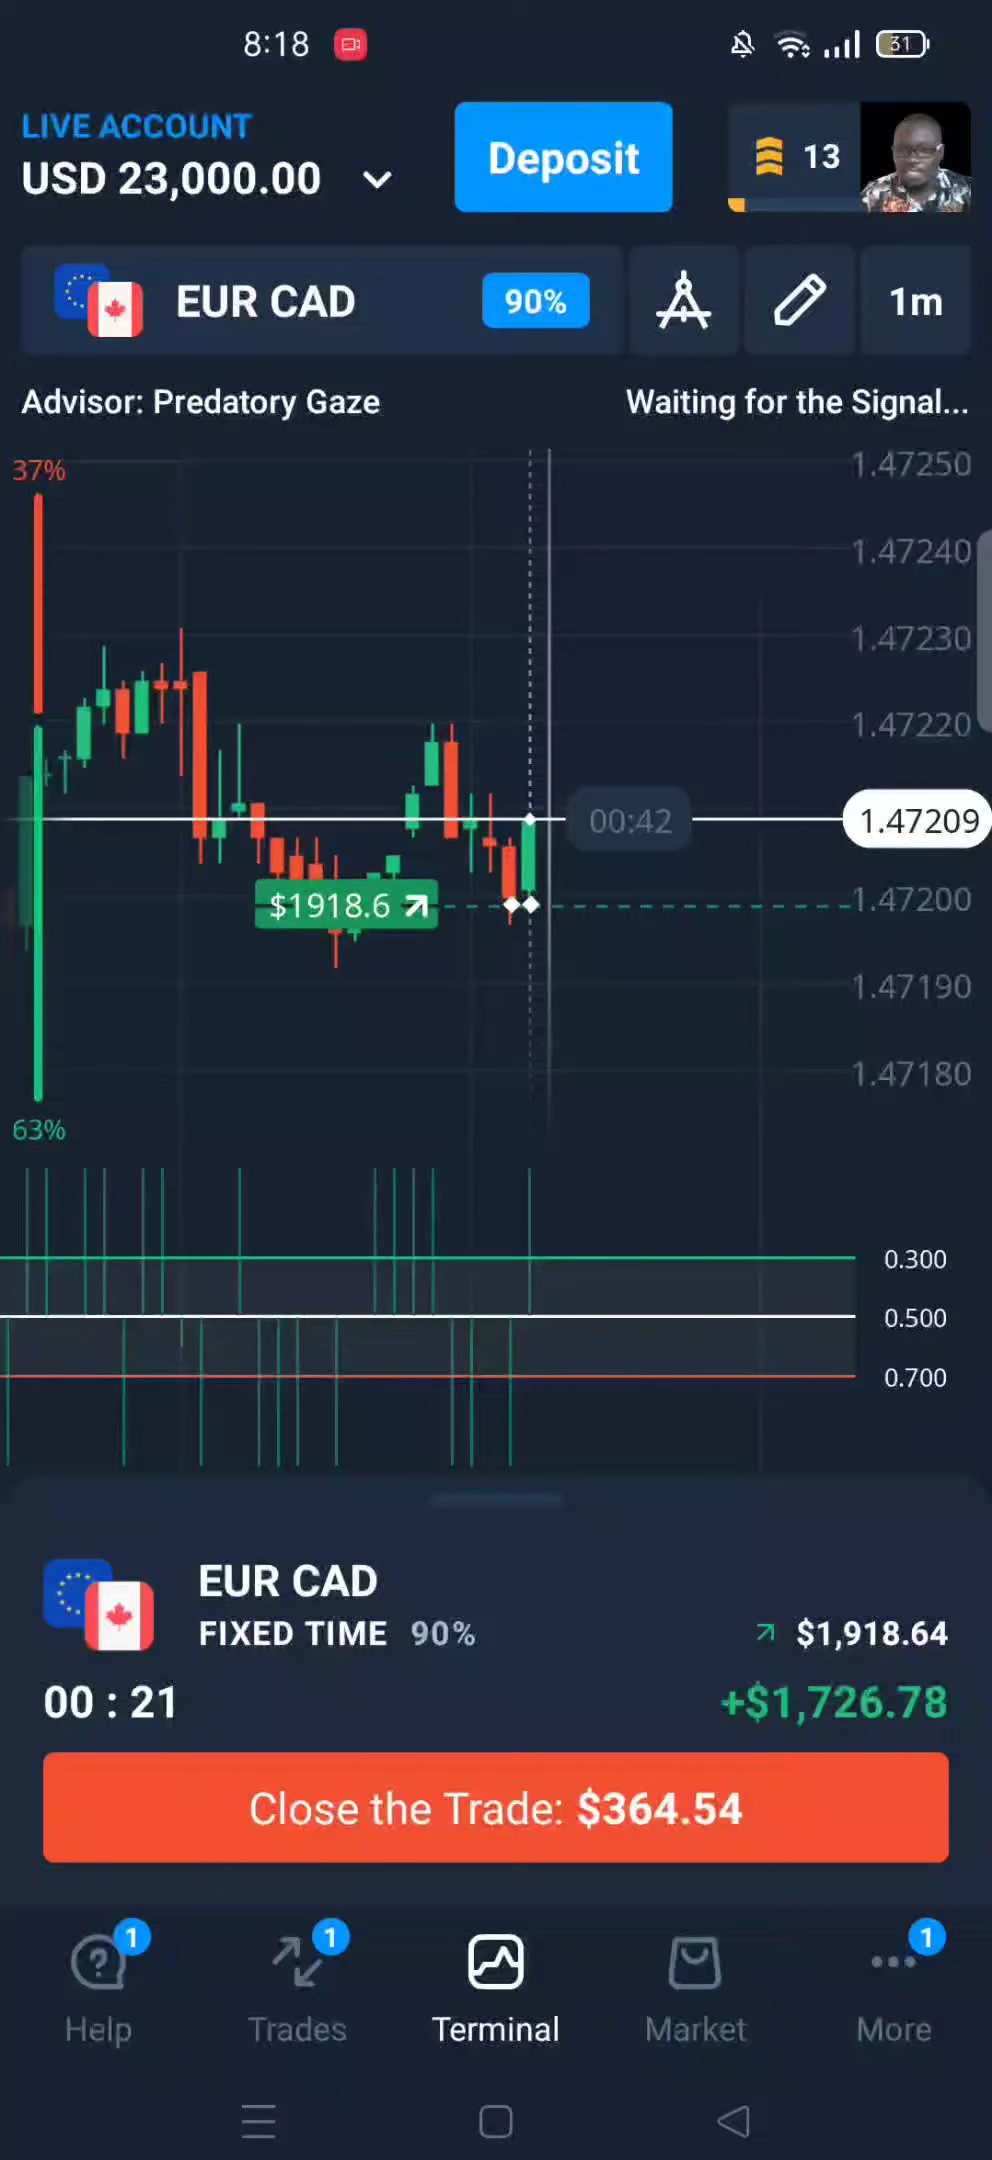 8:18
31
LIVE ACCOUNT
USD 23,000.00
Deposit
13
EUR CAD
90%
1m
Advisor: Predatory Gaze
Waiting for the Signal...
37%
1.47250
1.47240
1.47230
1.47220
00:42
1.47209
$1918.6
1.47200
1.47190
1.47180
63%
0.300
0.500
0.700
EUR CAD
FIXED TIME 90%
$1,918.64
00 : 21
+$1,726.78
Close the Trade: $364.54
1
1
1
Help
Trades
Terminal
Market
More